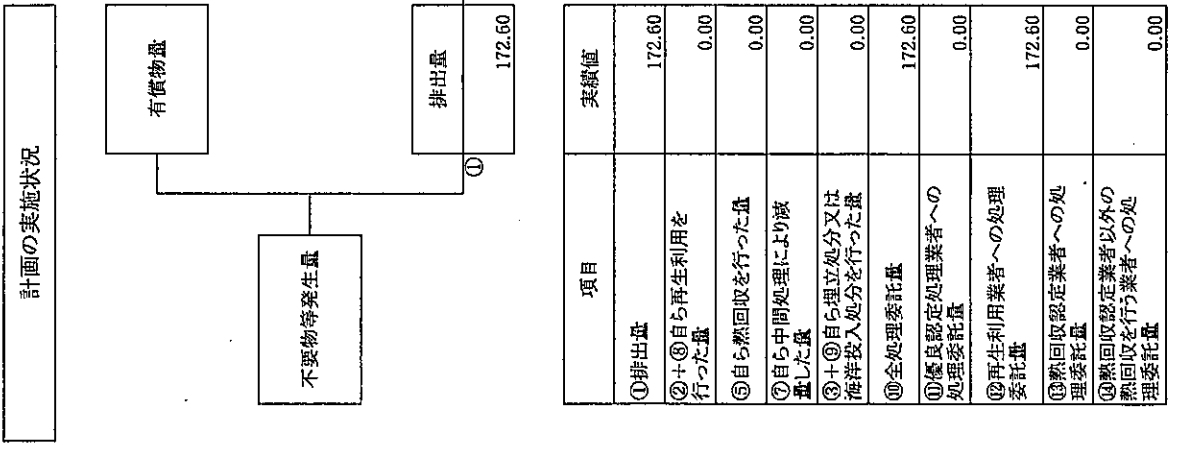 計画の実施状況
有償物量
不要物等発生量
①
排出量
172.60
項目
実績値
①排出量
172.60
②+⑧自ら再生利用を
行った量
0.00
⑤自ら熱回収を行った量
0.00
⑦自ら中間処理により減
量した量
0.00
③+⑨自ら埋立処分又は
海洋投入処分を行った量
0.00
⑩全処理委託量
172.60
⑪優良認定処理業者への
処理委託量
0.00
⑫再生利用業者への処理
委託量
172.60
⑬熱回収認定業者への処
理委託量
0.00
⑭熱回収認定業者以外の
熱回収を行う業者への処
理委託量
0.00